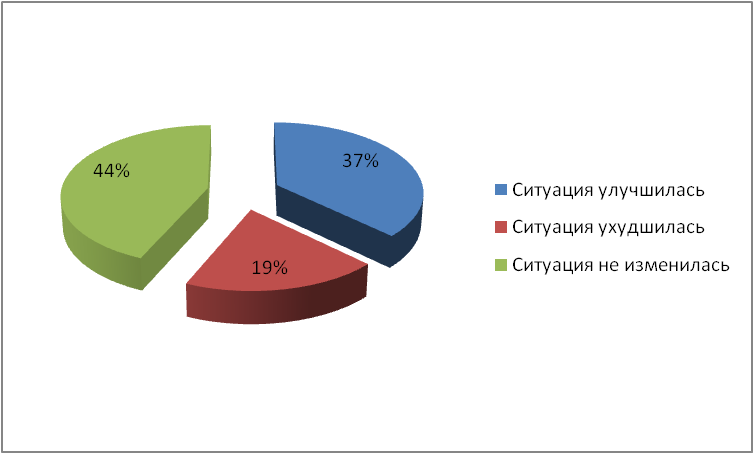 44%
37%
19%
Ситуация улучшилась
Ситуация ухудшилась
Ситуация не изменилась